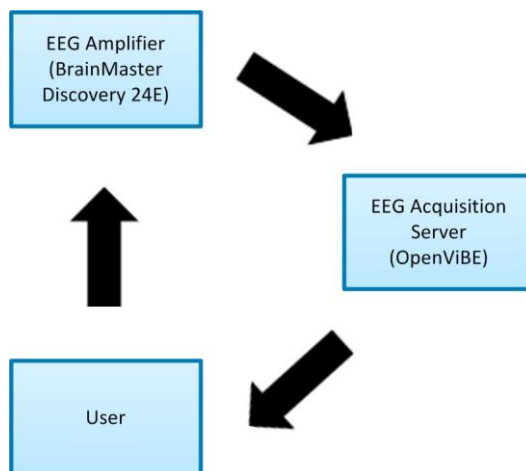 EEG Amplifier
(BrainMaster
Discovery 24E)
EEG Acquisition
Server
(OpenViBE)
User